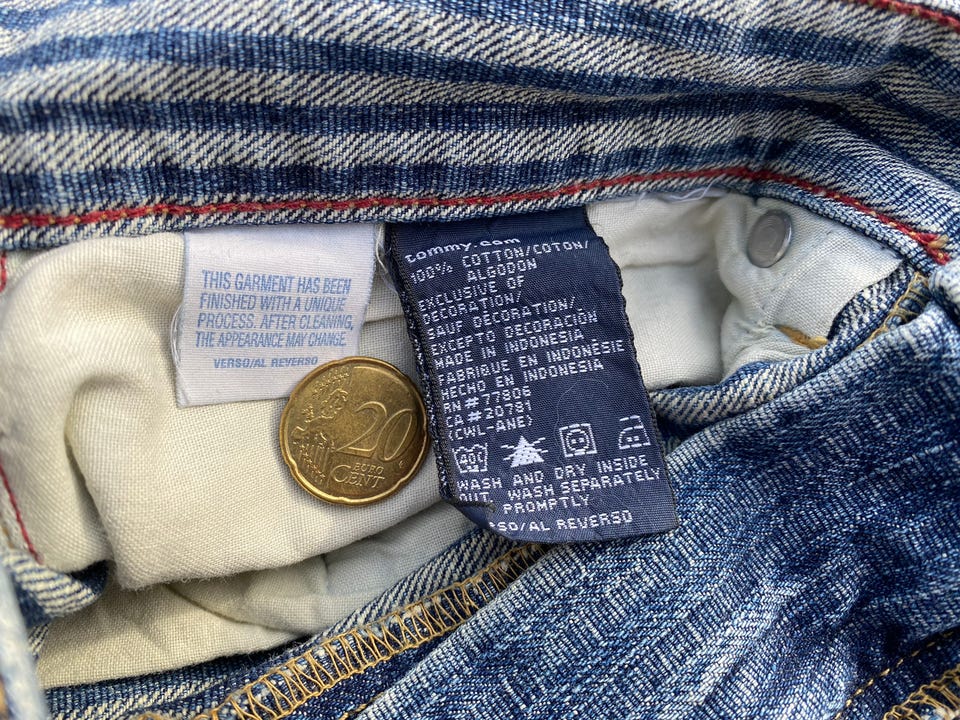 THIS GARMENT HAS BEEN
FINISHED WITH A UNIQUE
PROCESS. AFTER CLEANING,
THE APPEARANCE MAY CHANGE.
VERSO/AL REVERSO
20
EURO
CENT
tommy.com
100% COTTON/COTON/
ALGODON
EXCLUSIVE OF
DECORATION/
SAUF DÉCORATION/
EXCEPTO DECORACIÓN
MADE IN INDONESIA
FABRIQUE EN INDONÉSIE
HECHO EN INDONESIA
RN#77806
CA#20781
(CWL-ANE)
40C
WASH AND DRY INSIDE
OUT. WASH SEPARATELY
PROMPTLY
RSO/AL REVERSO